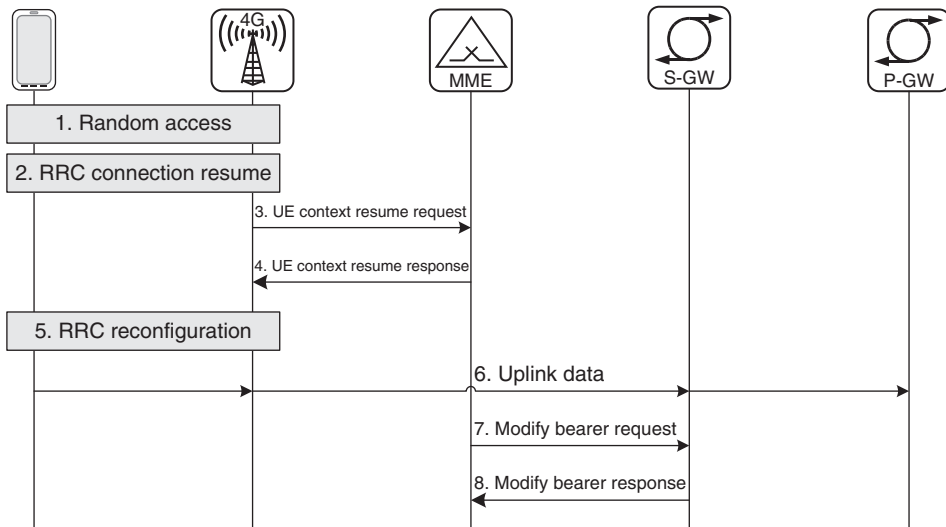 4G
MME
S-GW
P-GW
1. Random access
2. RRC connection resume
3. UE context resume request
4. UE context resume response
5. RRC reconfiguration
6. Uplink data
7. Modify bearer request
8. Modify bearer response